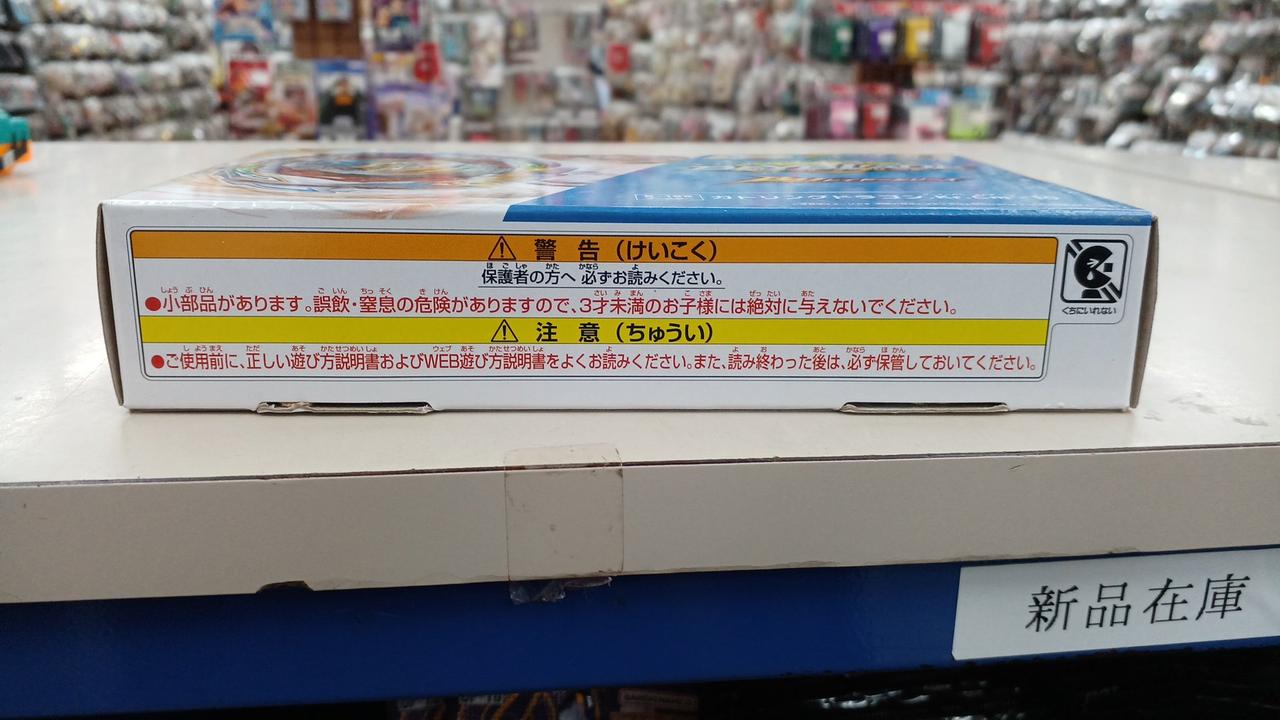 警 告 (けいこく)
保護者の方へ 必ずお読みください。
●小部品があります。誤飲・窒息の危険がありますので、3才未満のお子様には絶対に与えないでください。
くちにいれない
注 意 (ちゅうい)
●ご使用前に、正しい遊び方説明書およびWEB遊び方説明書をよくお読みください。また、読み終わった後は、必ず保管しておいてください。
新品在庫